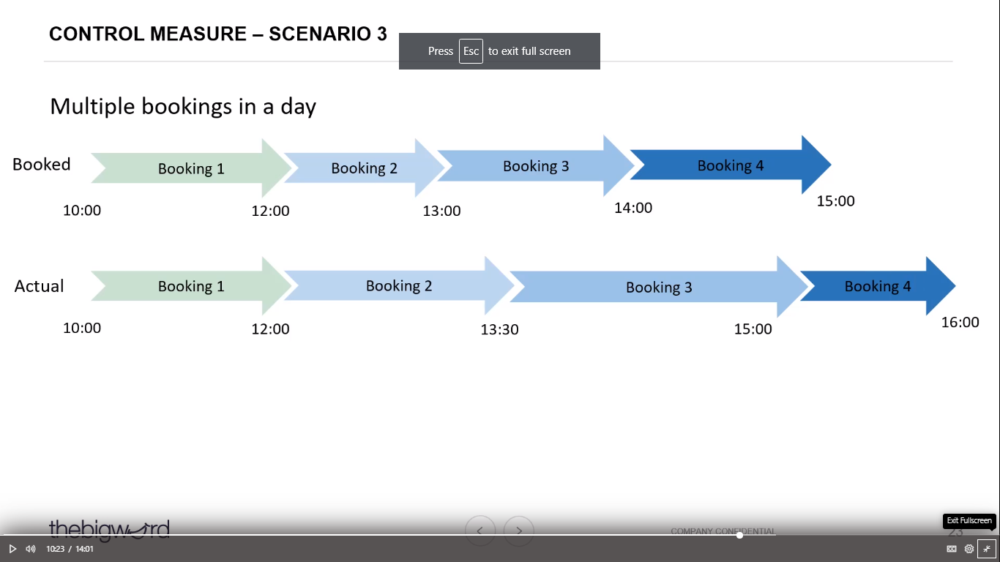 CONTROL MEASURE – SCENARIO 3
Press Esc to exit full screen
Multiple bookings in a day
Booked
Booking 1
Booking 2
Booking 3
Booking 4
10:00
12:00
13:00
14:00
15:00
Actual
Booking 1
Booking 2
Booking 3
Booking 4
10:00
12:00
13:30
15:00
16:00
thebigword
COMPANY CONFIDENTIAL
23
Exit Fullscreen
10:23 / 14:01